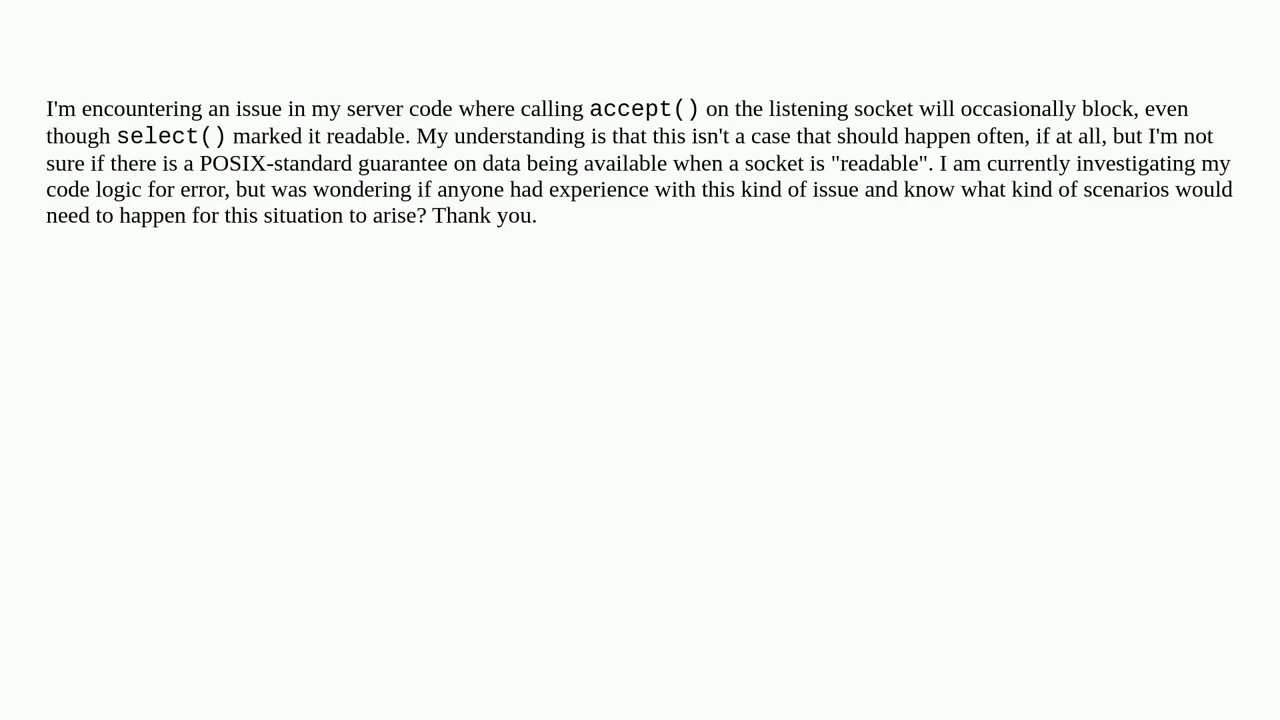 I'm encountering an issue in my server code where calling accept() on the listening socket will occasionally block, even
though select() marked it readable. My understanding is that this isn't a case that should happen often, if at all, but I'm not
sure if there is a POSIX-standard guarantee on data being available when a socket is "readable". I am currently investigating my
code logic for error, but was wondering if anyone had experience with this kind of issue and know what kind of scenarios would
need to happen for this situation to arise? Thank you.